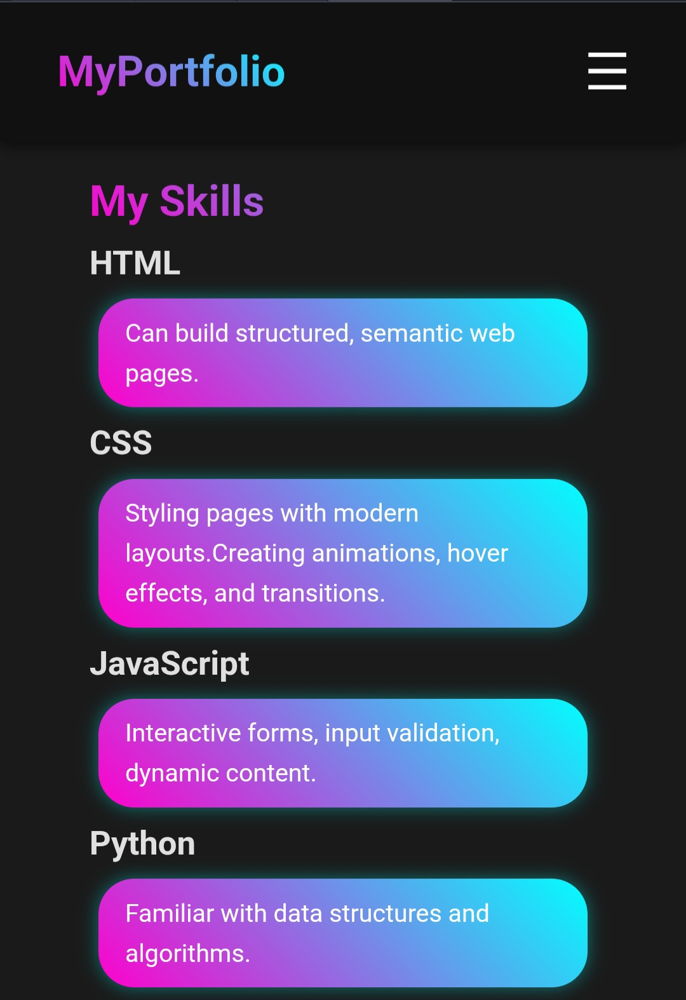 MyPortfolio
My Skills
HTML
Can build structured, semantic web
pages.
CSS
Styling pages with modern
layouts.Creating animations, hover
effects, and transitions.
JavaScript
Interactive forms, input validation,
dynamic content.
Python
Familiar with data structures and
algorithms.